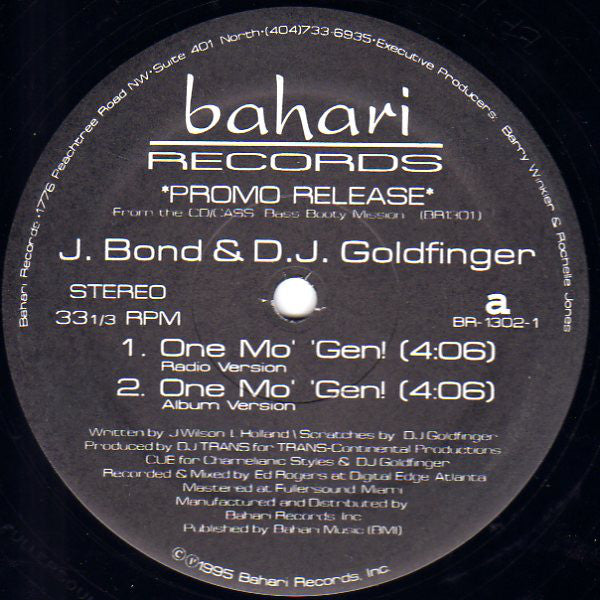 Bahari Records • 1776 Peachtree Road NW • Suite 401 North • (404)733-6935 • Executive Producers: Barry Winkler & Rochelle Jones
bahari
RECORDS
*PROMO RELEASE*
From the CD/CASS Bass Booty Mission (BR1301)
J. Bond & D.J. Goldfinger
STEREO
33 1/3 RPM
a
BR-1302-1
1. One Mo' 'Gen! (4:06)
Radio Version
2. One Mo' 'Gen! (4:06)
Album Version
Written by J Wilson I. Holland \ Scratches by DJ Goldfinger
Produced by DJ TRANS for TRANS-Continental Productions
CUE for Chamelianic Styles & DJ Goldfinger
Recorded & Mixed by Ed Rogers at Digital Edge Atlanta
Mastered at Fullersound, Miami
Manufactured and Distributed by
Bahari Records Inc
Published by Bahari Music (BMI)
©℗1995 Bahari Records, Inc.